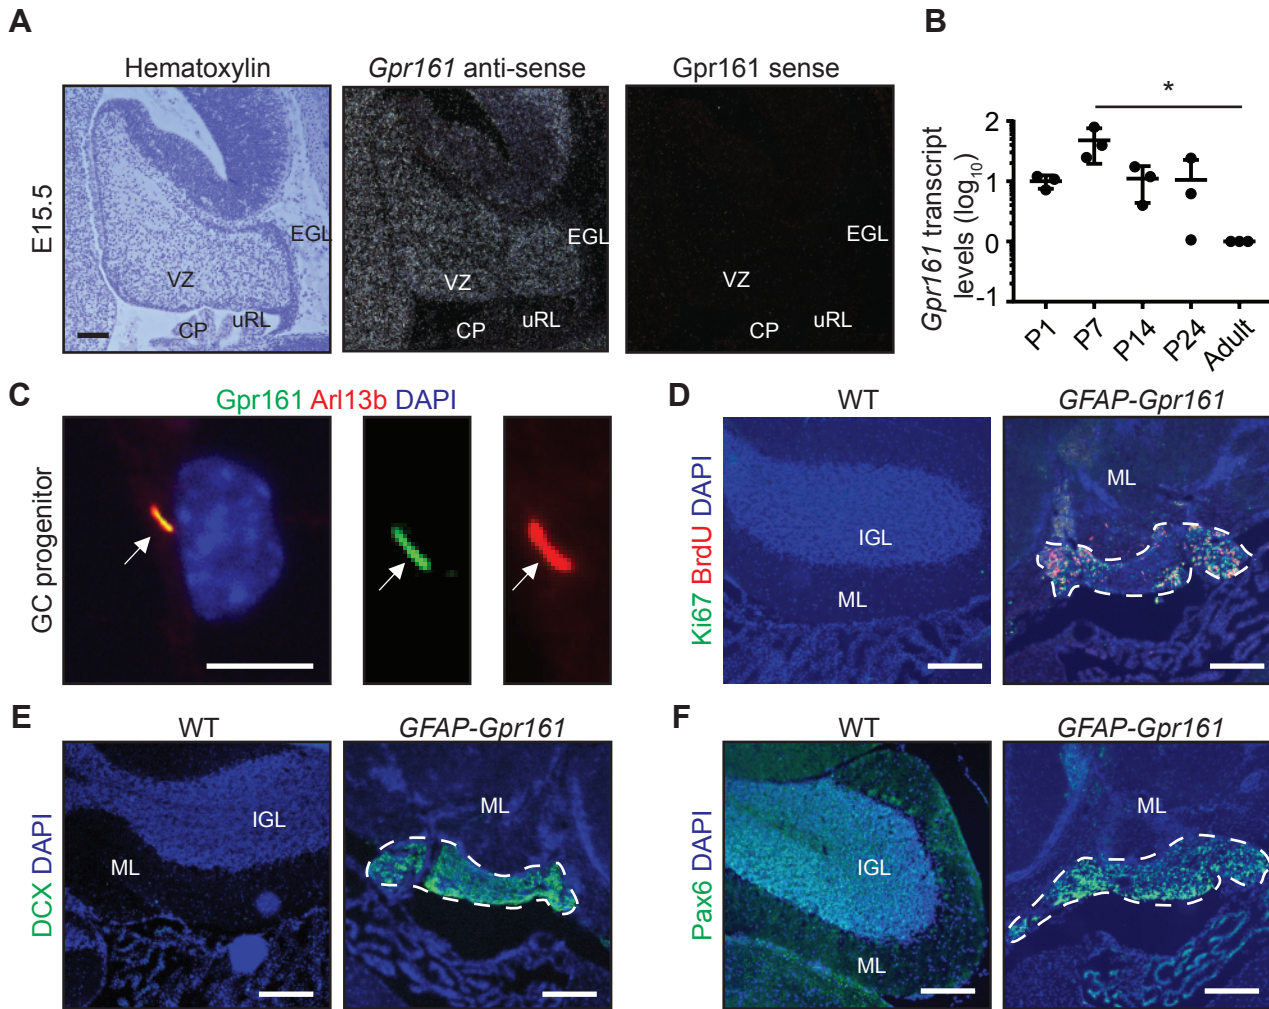 A
Hematoxylin
Gpr161 anti-sense
Gpr161 sense
E15.5
EGL
VZ
uRL
CP
EGL
VZ
uRL
CP
EGL
VZ
uRL
CP
B
*
Gpr161 transcript
levels (log10)
2
1
0
-1
P1
P7
P14
P24
Adult
C
Gpr161 Arl13b DAPI
GC progenitor
D
WT
GFAP-Gpr161
Ki67 BrdU DAPI
IGL
ML
ML
E
WT
GFAP-Gpr161
DCX DAPI
IGL
ML
ML
F
WT
GFAP-Gpr161
Pax6 DAPI
IGL
ML
ML